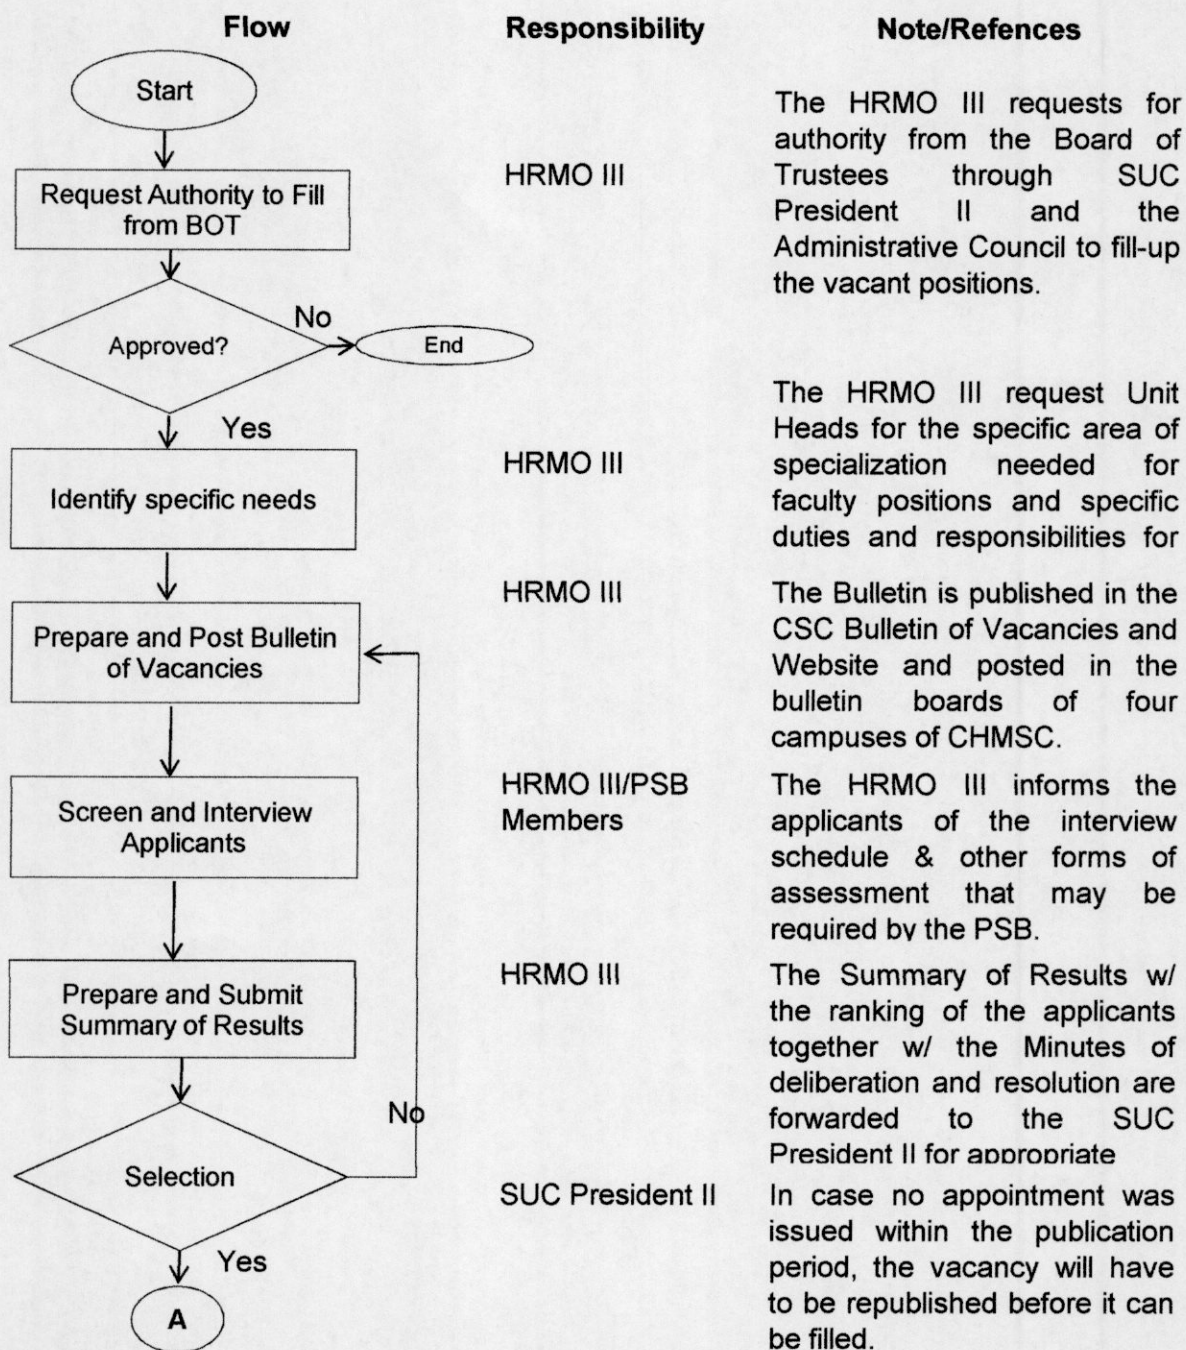 Flow
Responsibility
Note/Refences
Start
Request Authority to Fill
from BOT
HRMO III
The HRMO III requests for
authority from the Board of
Trustees through SUC
President II and the
Administrative Council to fill-up
the vacant positions.
Approved?
No
End
Yes
Identify specific needs
HRMO III
The HRMO III request Unit
Heads for the specific area of
specialization needed for
faculty positions and specific
duties and responsibilities for
Prepare and Post Bulletin
of Vacancies
HRMO III
The Bulletin is published in the
CSC Bulletin of Vacancies and
Website and posted in the
bulletin boards of four
campuses of CHMSC.
Screen and Interview
Applicants
HRMO III/PSB
Members
The HRMO III informs the
applicants of the interview
schedule & other forms of
assessment that may be
required by the PSB.
Prepare and Submit
Summary of Results
HRMO III
The Summary of Results w/
the ranking of the applicants
together w/ the Minutes of
deliberation and resolution are
forwarded to the SUC
President II for appropriate
Selection
No
Yes
SUC President II
In case no appointment was
issued within the publication
period, the vacancy will have
to be republished before it can
be filled.
A